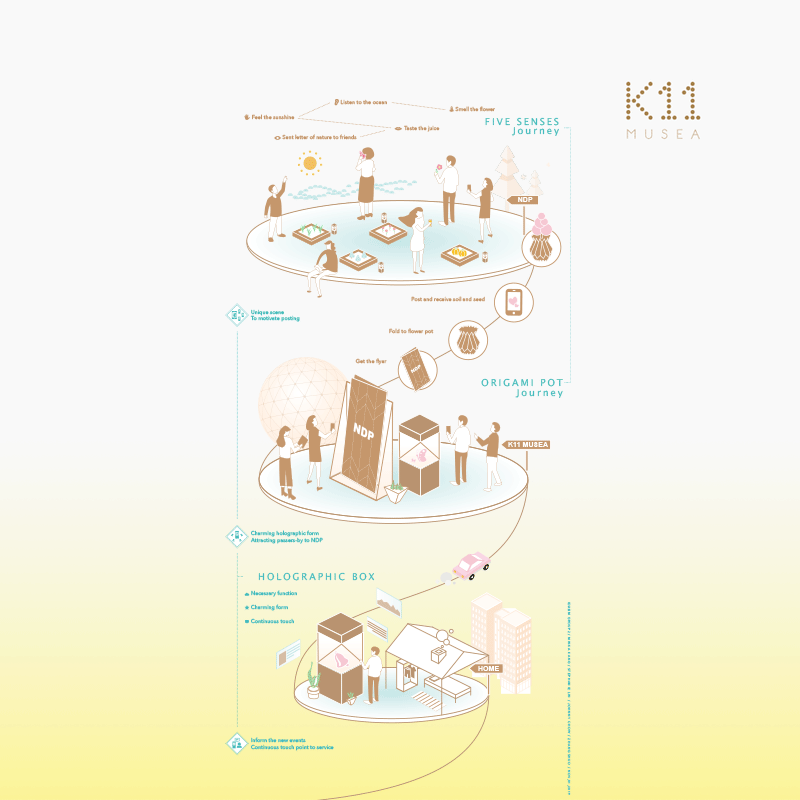 K11
MUSEA
Listen to the ocean
Smell the flower
Feel the sunshine
Taste the juice
Sent letter of nature to friends
FIVE SENSES
Journey
NDP
Post and receive soil and seed
Unique scene
To motivate posting
Fold to flower pot
Get the flyer
NDP
ORIGAMI POT
Journey
NDP
K11 MUSEA
Charming holographic form
Attracting passers-by to NDP
HOLOGRAPHIC BOX
Necessary function
Charming form
Continuous touch
HOME
Inform the new events
Continuous touch point to service